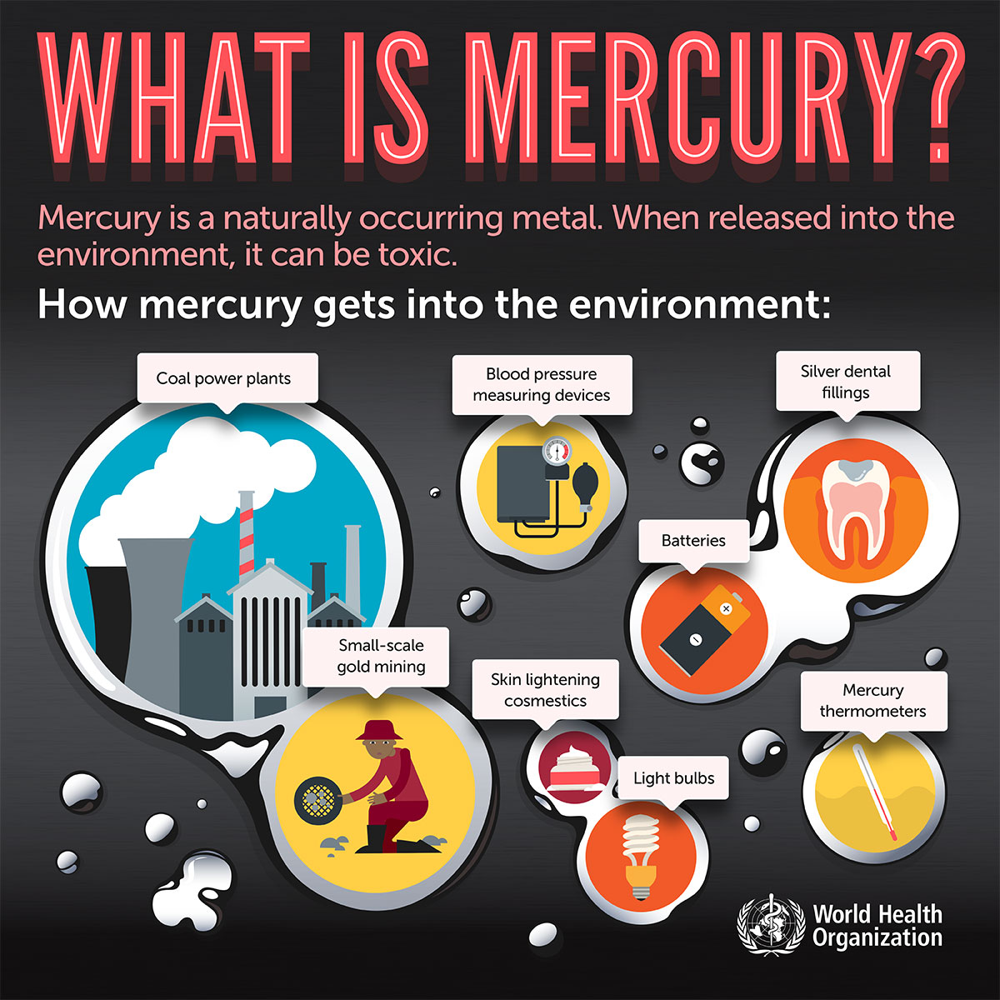 WHAT IS MERCURY?
Mercury is a naturally occurring metal. When released into the
environment, it can be toxic.
How mercury gets into the environment:
Coal power plants
Blood pressure
measuring devices
Silver dental
fillings
Batteries
Small-scale
gold mining
Skin lightening
cosmestics
Mercury
thermometers
Light bulbs
World Health
Organization